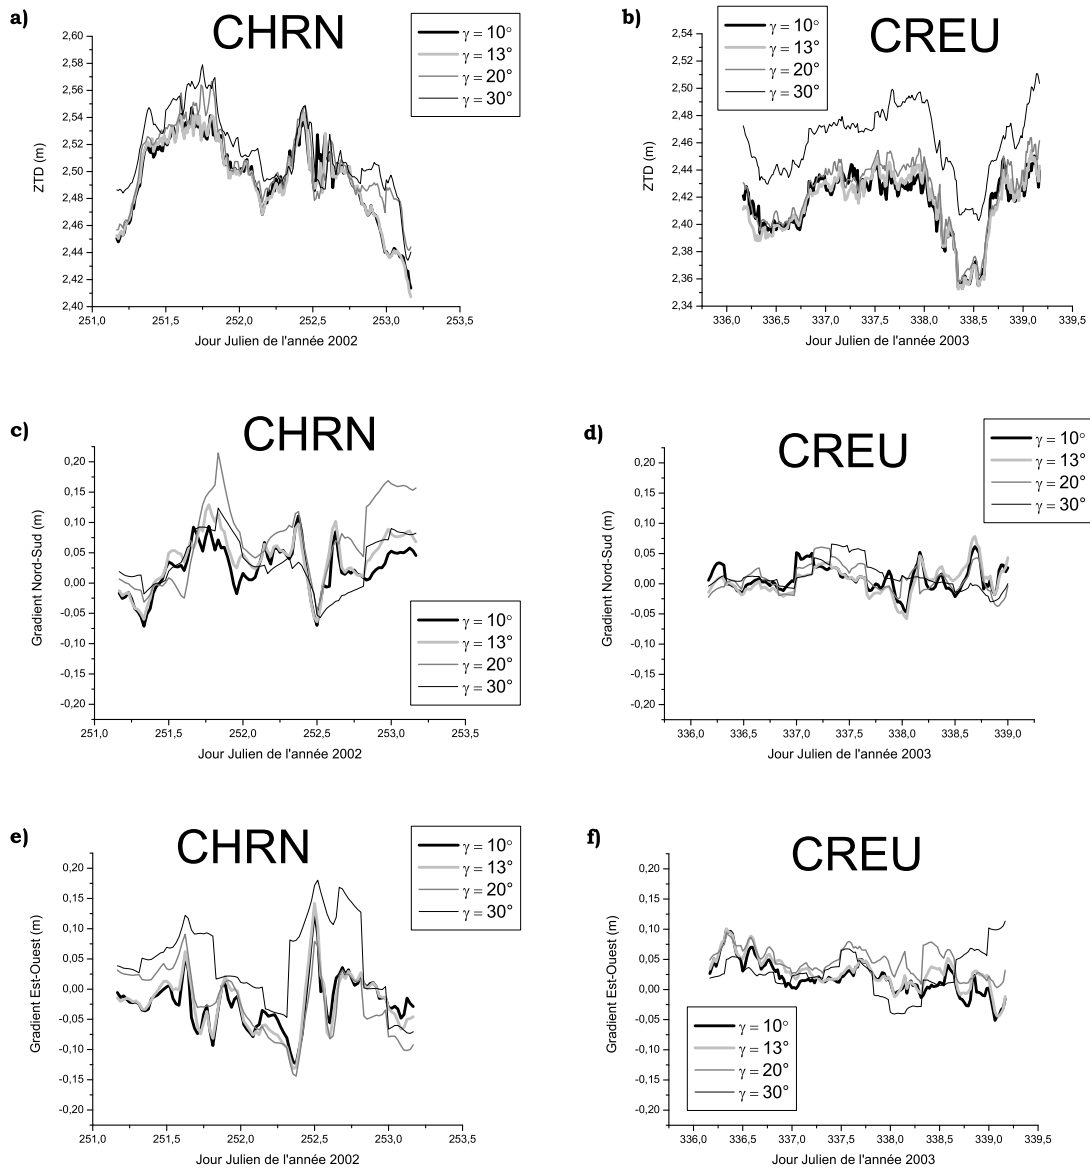 a)
CHRN
γ = 10°
γ = 13°
γ = 20°
γ = 30°
2,60
2,58
2,56
2,54
2,52
2,50
2,48
2,46
2,44
2,42
2,40
ZTD (m)
251,0
251,5
252,0
252,5
253,0
253,5
Jour Julien de l'année 2002
b)
CREU
γ = 10°
γ = 13°
γ = 20°
γ = 30°
2,54
2,52
2,50
2,48
2,46
2,44
2,42
2,40
2,38
2,36
2,34
ZTD (m)
336,0
336,5
337,0
337,5
338,0
338,5
339,0
339,5
Jour Julien de l'année 2003
c)
CHRN
0,20
0,15
0,10
0,05
0,00
-0,05
-0,10
-0,15
-0,20
Gradient Nord-Sud (m)
γ = 10°
γ = 13°
γ = 20°
γ = 30°
251,0
251,5
252,0
252,5
253,0
253,5
Jour Julien de l'année 2002
d)
CREU
γ = 10°
γ = 13°
γ = 20°
γ = 30°
0,20
0,15
0,10
0,05
0,00
-0,05
-0,10
-0,15
-0,20
Gradient Nord-Sud (m)
336,0
336,5
337,0
337,5
338,0
338,5
339,0
Jour Julien de l'année 2003
e)
CHRN
γ = 10°
γ = 13°
γ = 20°
γ = 30°
0,20
0,15
0,10
0,05
0,00
-0,05
-0,10
-0,15
-0,20
Gradient Est-Ouest (m)
251,0
251,5
252,0
252,5
253,0
253,5
Jour Julien de l'année 2002
f)
CREU
0,20
0,15
0,10
0,05
0,00
-0,05
-0,10
-0,15
-0,20
Gradient Est-Ouest (m)
γ = 10°
γ = 13°
γ = 20°
γ = 30°
336,0
336,5
337,0
337,5
338,0
338,5
339,0
339,5
Jour Julien de l'année 2003